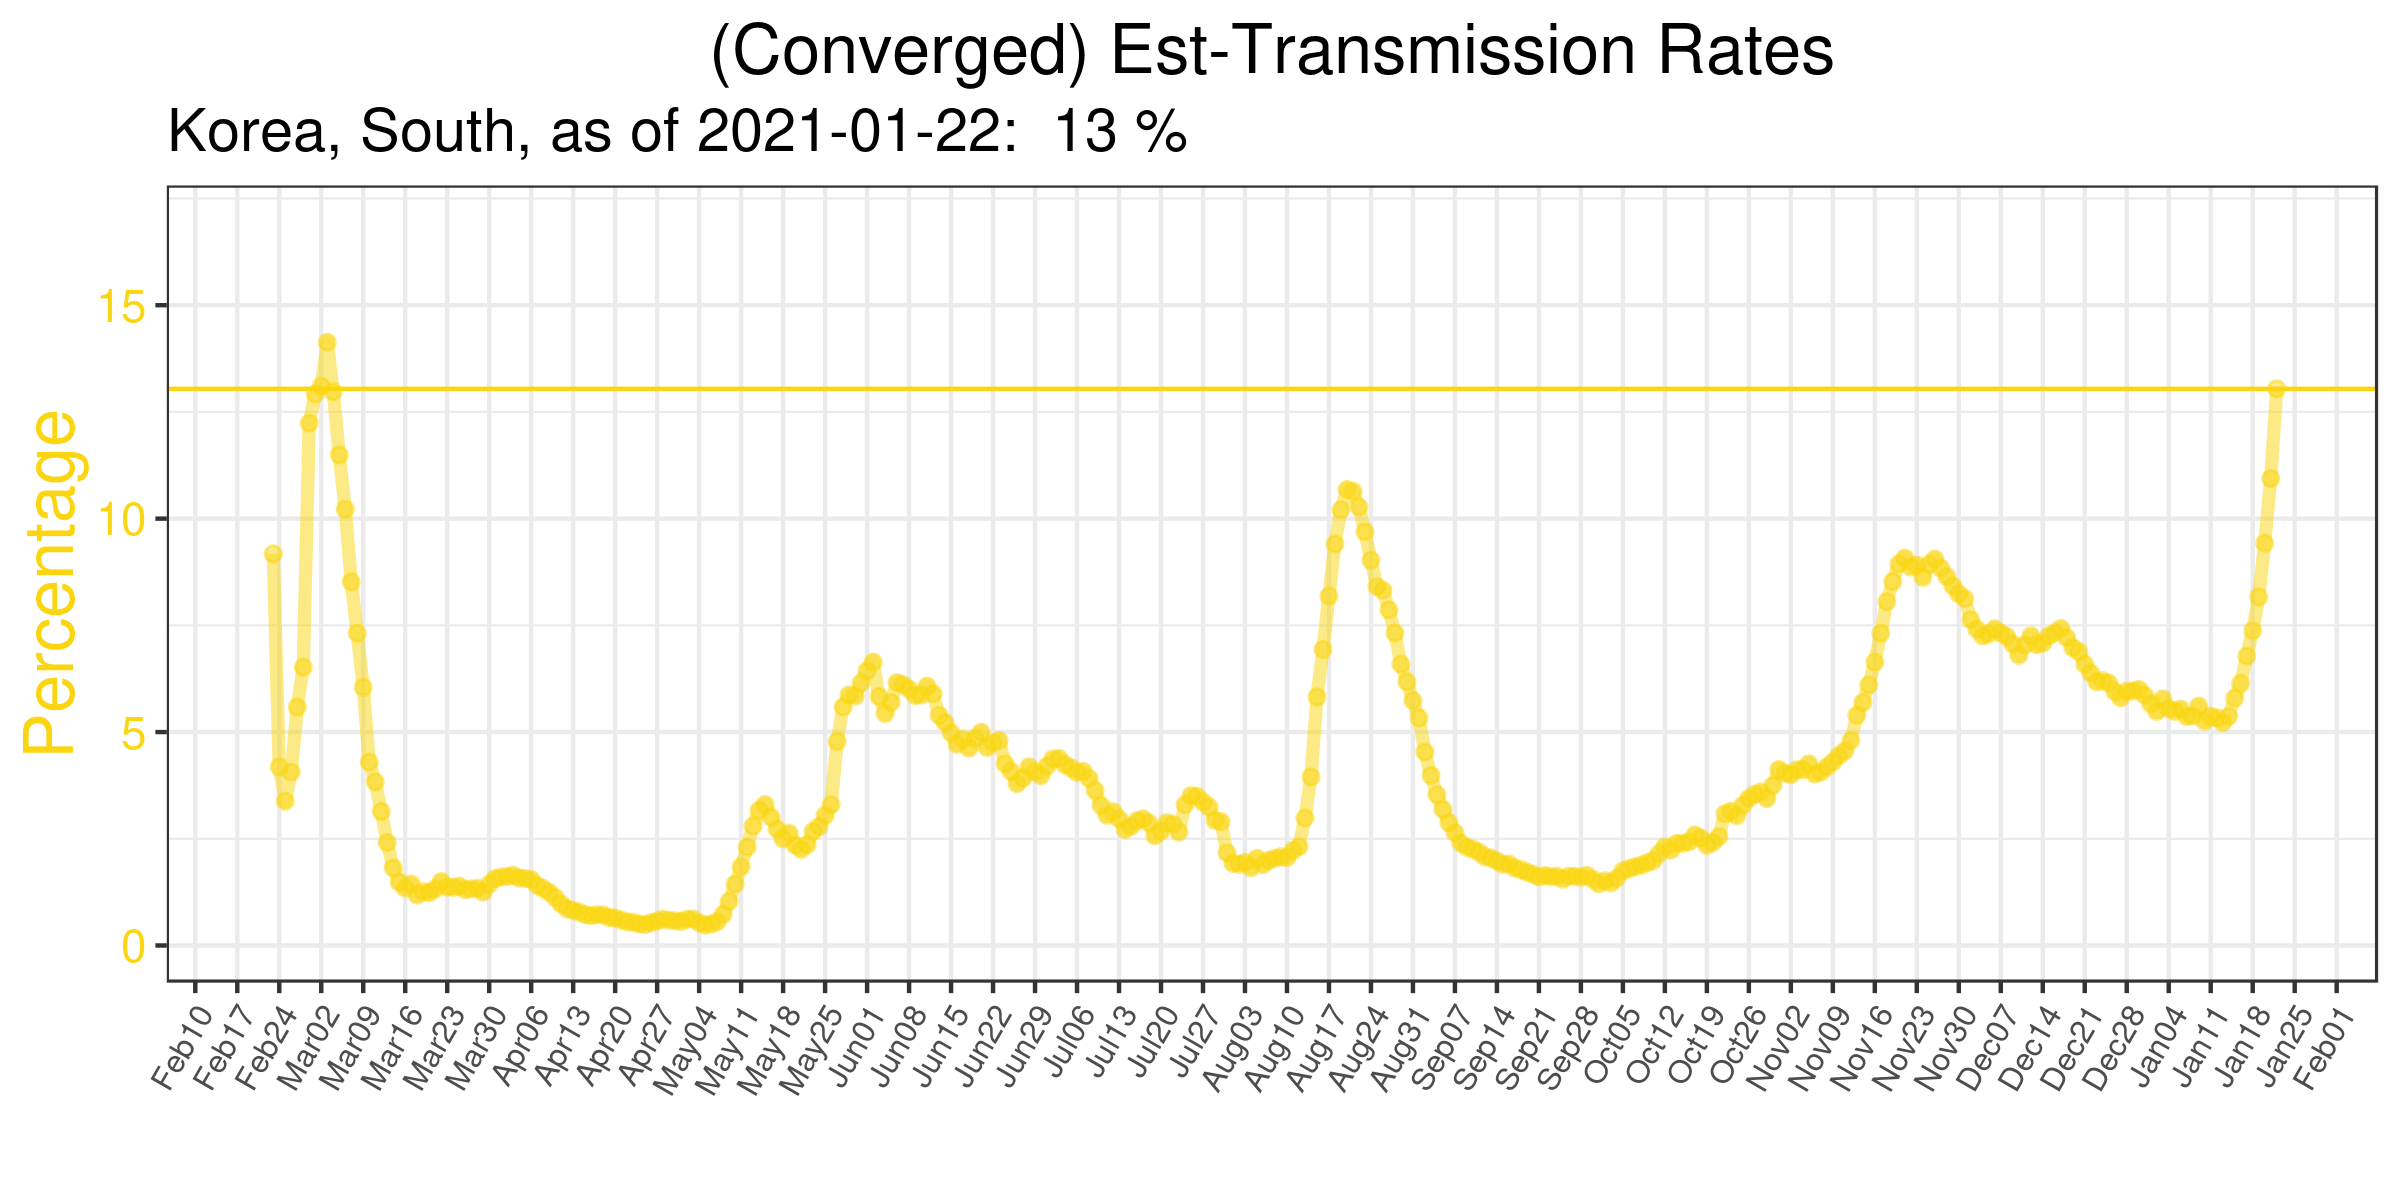 (Converged) Est-Transmission Rates
Korea, South, as of 2021-01-22:  13 %
Percentage
15
10
5
0
Feb10
Feb17
Feb24
Mar02
Mar09
Mar16
Mar23
Mar30
Apr06
Apr13
Apr20
Apr27
May04
May11
May18
May25
Jun01
Jun08
Jun15
Jun22
Jun29
Jul06
Jul13
Jul20
Jul27
Aug03
Aug10
Aug17
Aug24
Aug31
Sep07
Sep14
Sep21
Sep28
Oct05
Oct12
Oct19
Oct26
Nov02
Nov09
Nov16
Nov23
Nov30
Dec07
Dec14
Dec21
Dec28
Jan04
Jan11
Jan18
Jan25
Feb01